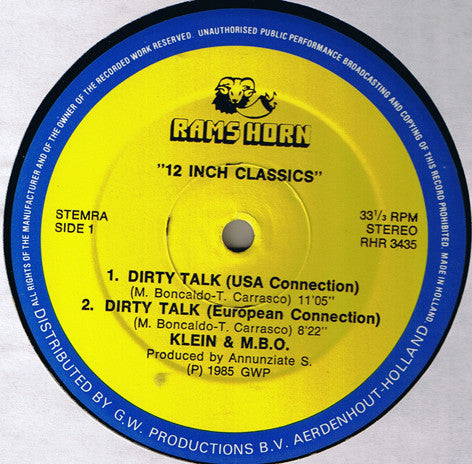 ALL RIGHTS OF THE MANUFACTURER AND OF THE OWNER OF THE RECORDED WORK RESERVED. UNAUTHORISED PUBLIC PERFORMANCE BROADCASTING AND COPYING OF THIS RECORD PROHIBITED. MADE IN HOLLAND
RAMS HORN
"12 INCH CLASSICS"
STEMRA
SIDE 1
33⅓ RPM
STEREO
RHR 3435
1. DIRTY TALK (USA Connection)
(M. Boncaldo-T. Carrasco) 11'05"
2. DIRTY TALK (European Connection)
(M. Boncaldo-T. Carrasco) 8'22"
KLEIN & M.B.O.
Produced by Annunziate S.
(P) 1985 GWP
DISTRIBUTED BY G.W. PRODUCTIONS B.V. AERDENHOUT-HOLLAND